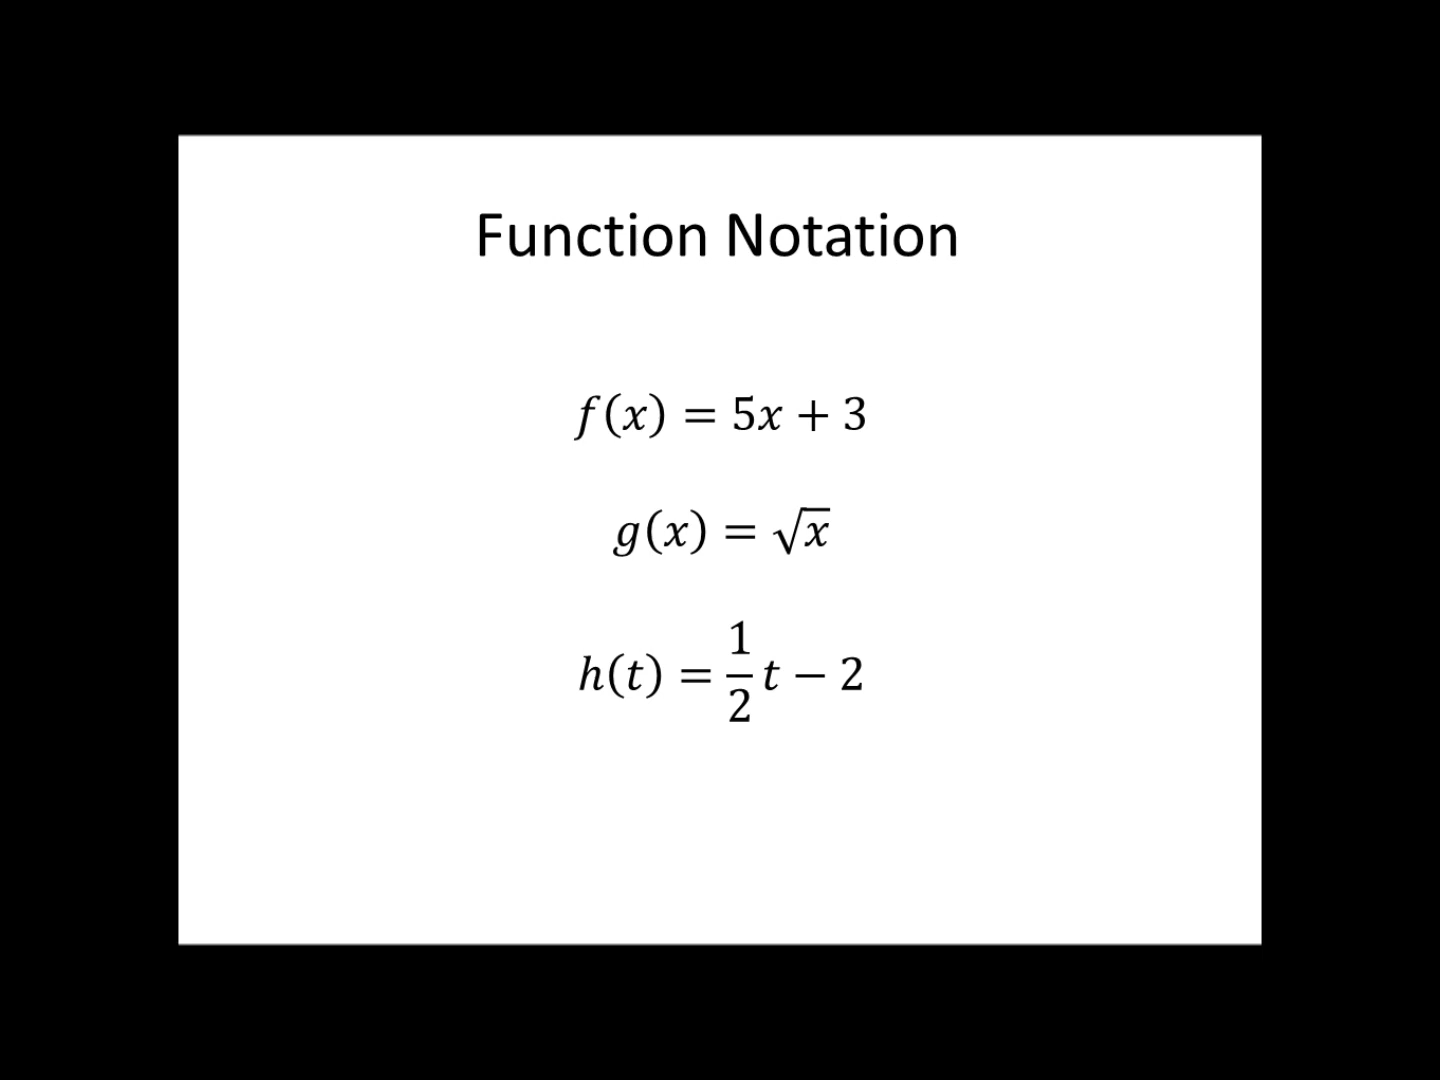 Function Notation
f(x) = 5x + 3
g(x) = √x
h(t) = 1/2 t − 2